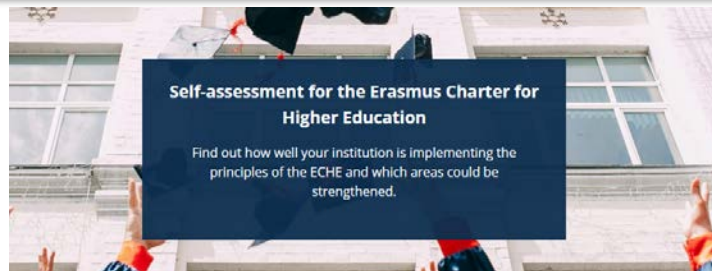 Self-assessment for the Erasmus Charter for
Higher Education
Find out how well your institution is implementing the
principles of the ECHE and which areas could be
strengthened.